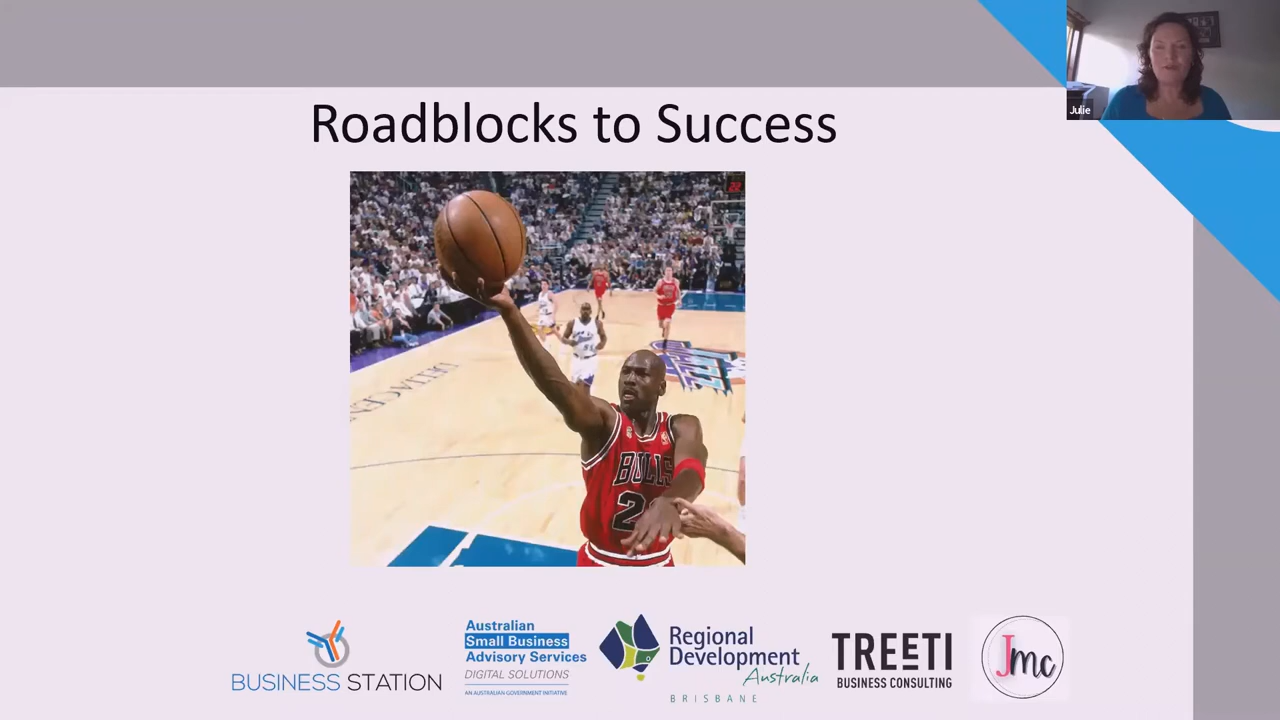 Julie
Roadblocks to Success
BULLS
2
BUSINESS STATION
Australian
Small Business
Advisory Services
DIGITAL SOLUTIONS
AN AUSTRALIAN GOVERNMENT INITIATIVE
Regional
Development
Australia
BRISBANE
TREETI
BUSINESS CONSULTING
Jmc